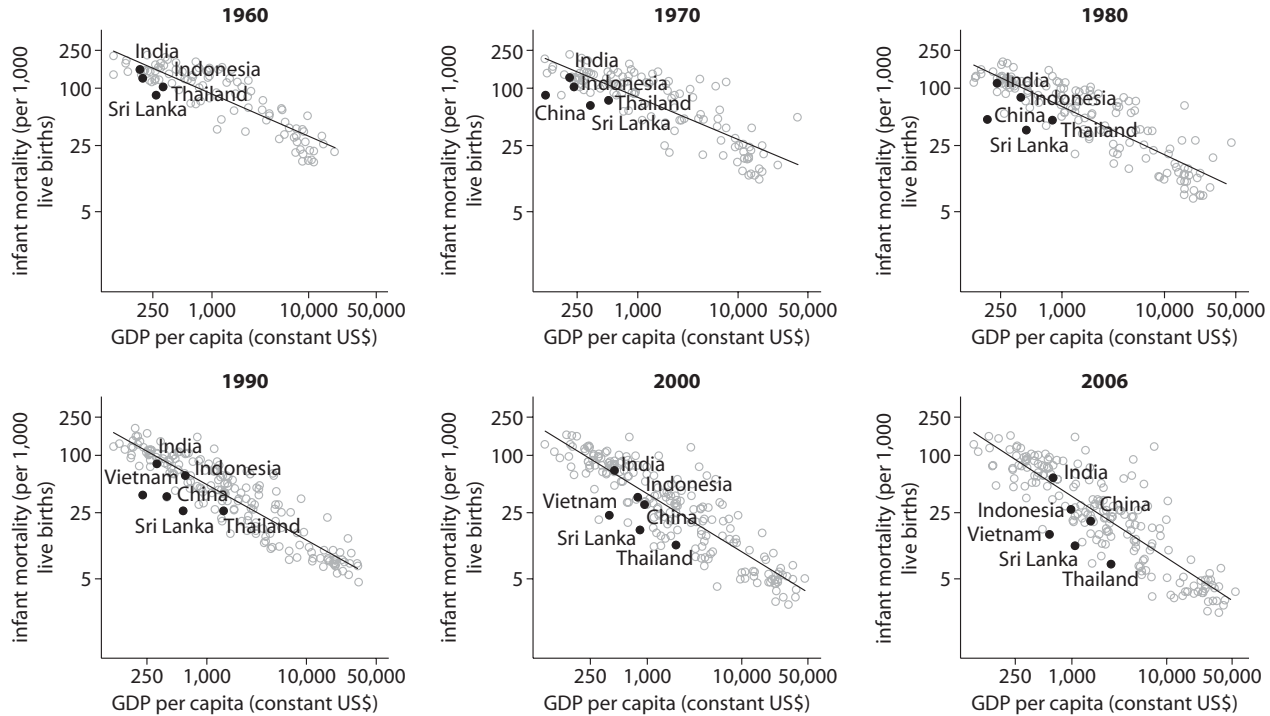 1960
infant mortality (per 1,000
live births)
250
100
25
5
India
Indonesia
Thailand
Sri Lanka
250 1,000 10,000 50,000
GDP per capita (constant US$)
1970
infant mortality (per 1,000
live births)
250
100
25
5
India
Indonesia
Thailand
China
Sri Lanka
250 1,000 10,000 50,000
GDP per capita (constant US$)
1980
infant mortality (per 1,000
live births)
250
100
25
5
India
Indonesia
China
Thailand
Sri Lanka
250 1,000 10,000 50,000
GDP per capita (constant US$)
1990
infant mortality (per 1,000
live births)
250
100
25
5
India
Indonesia
Vietnam
China
Sri Lanka
Thailand
250 1,000 10,000 50,000
GDP per capita (constant US$)
2000
infant mortality (per 1,000
live births)
250
100
25
5
India
Indonesia
Vietnam
China
Sri Lanka
Thailand
250 1,000 10,000 50,000
GDP per capita (constant US$)
2006
infant mortality (per 1,000
live births)
250
100
25
5
India
China
Indonesia
Vietnam
Sri Lanka
Thailand
250 1,000 10,000 50,000
GDP per capita (constant US$)